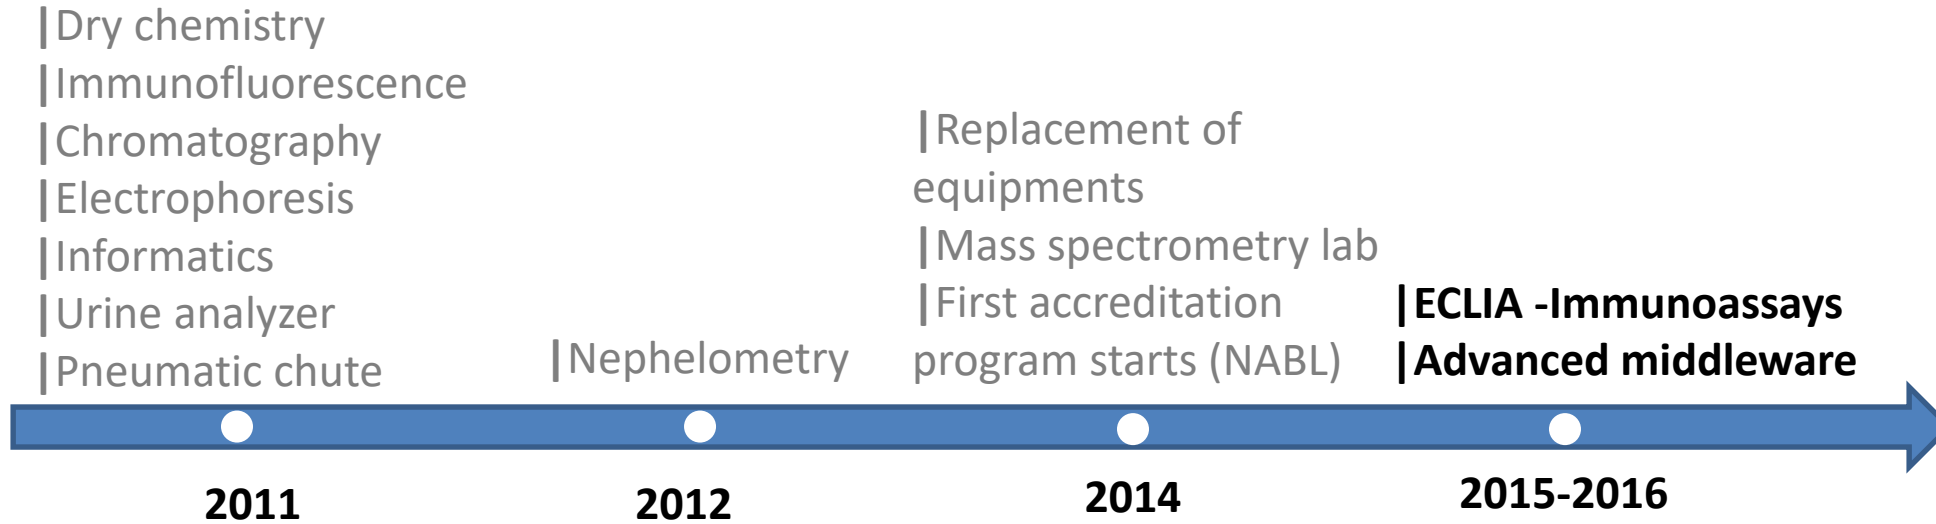 |Dry chemistry
|Immunofluorescence
|Chromatography
|Electrophoresis
|Informatics
|Urine analyzer
|Pneumatic chute
|Nephelometry
|Replacement of
equipments
|Mass spectrometry lab
|First accreditation
program starts (NABL)
|ECLIA -Immunoassays
|Advanced middleware
2011
2012
2014
2015-2016